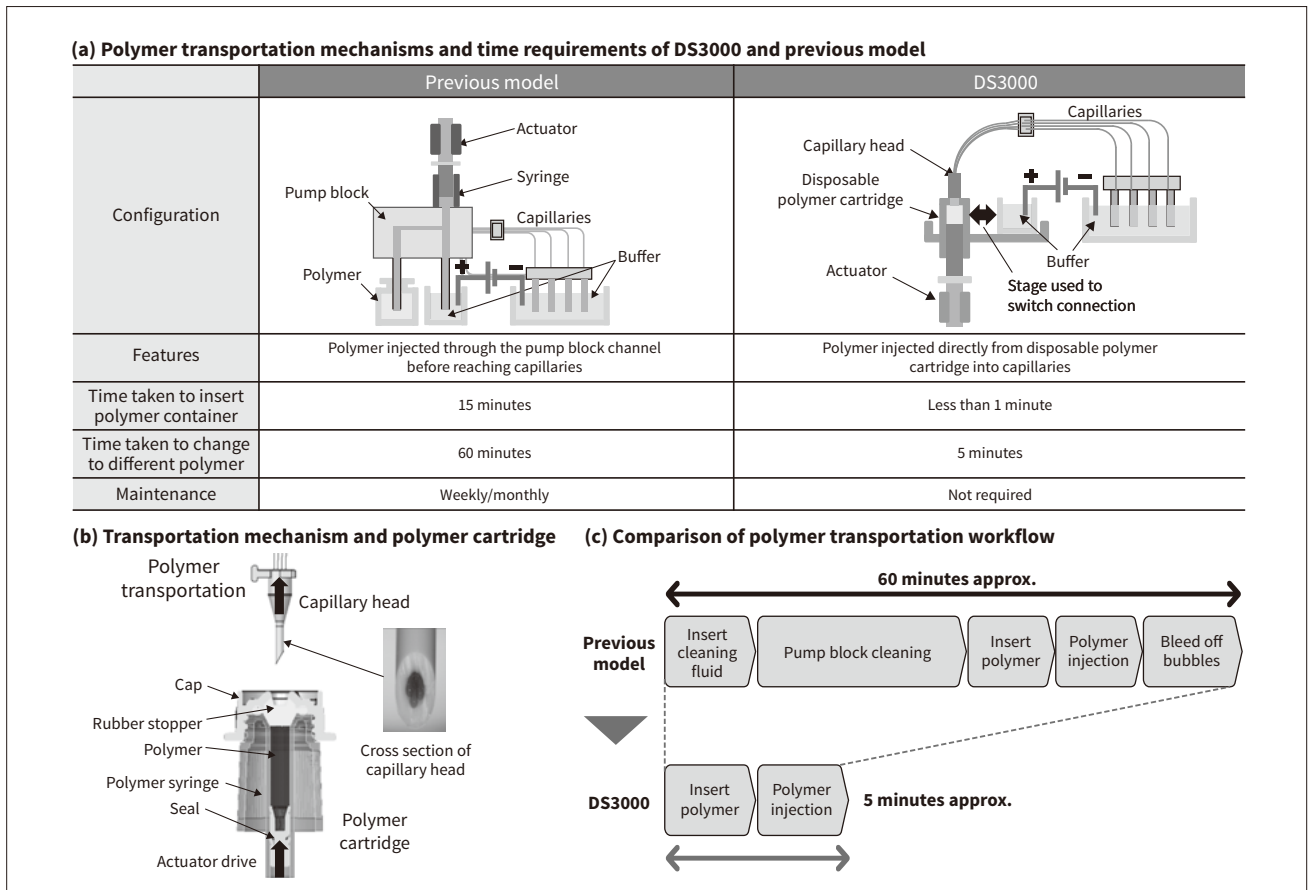 (a) Polymer transportation mechanisms and time requirements of DS3000 and previous model
Previous model
DS3000
Configuration
Actuator
Syringe
Pump block
Capillaries
Buffer
Polymer
+
−
Capillaries
Capillary head
Disposable
polymer cartridge
+
−
Buffer
Actuator
Stage used to
switch connection
Features
Polymer injected through the pump block channel
before reaching capillaries
Polymer injected directly from disposable polymer
cartridge into capillaries
Time taken to insert
polymer container
15 minutes
Less than 1 minute
Time taken to change
to different polymer
60 minutes
5 minutes
Maintenance
Weekly/monthly
Not required
(b) Transportation mechanism and polymer cartridge
Polymer
transportation
Capillary head
Cap
Rubber stopper
Polymer
Polymer syringe
Seal
Actuator drive
Cross section of
capillary head
Polymer
cartridge
(c) Comparison of polymer transportation workflow
60 minutes approx.
Previous
model
Insert
cleaning
fluid
Pump block cleaning
Insert
polymer
Polymer
injection
Bleed off
bubbles
DS3000
Insert
polymer
Polymer
injection
5 minutes approx.